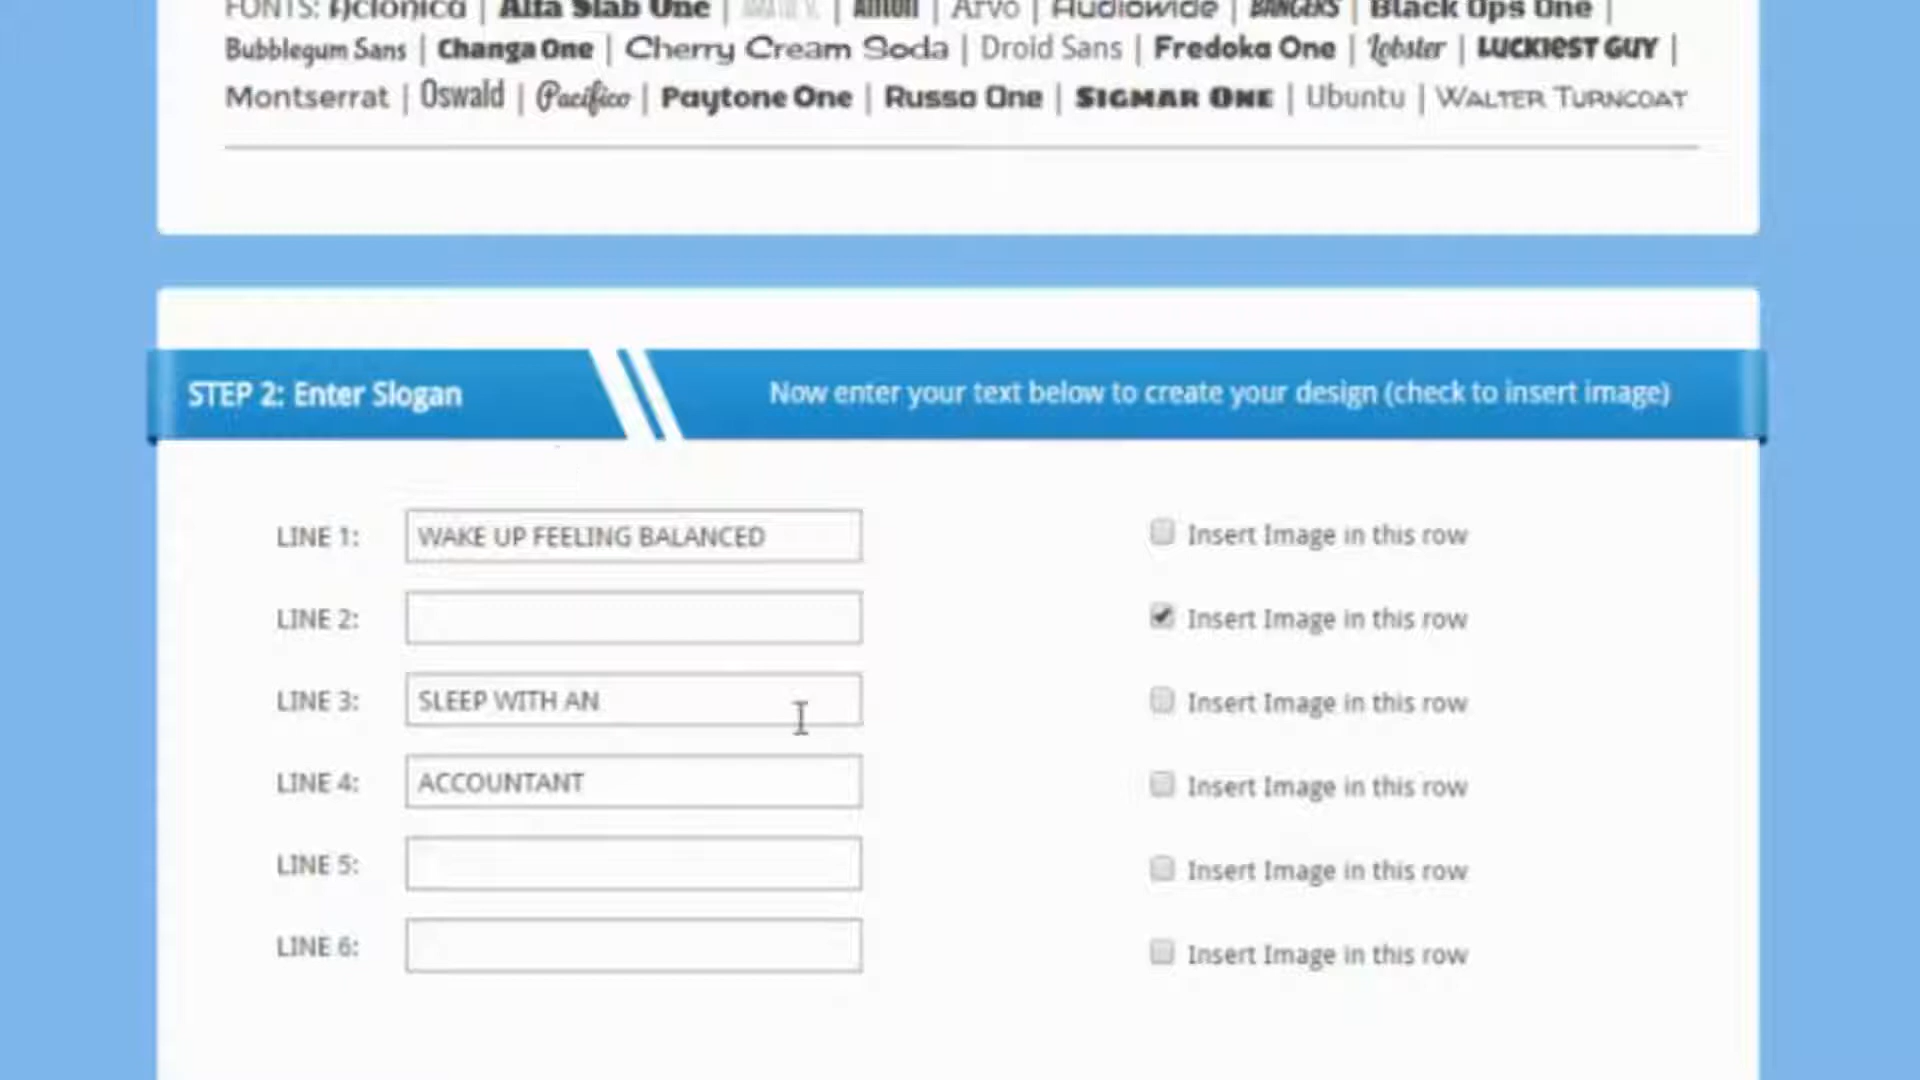 FONTS: Aclonica | Alfa Slab One | AMATIC SC | Anton | Arvo | Audiowide | BANGERS | Black Ops One |
Bubblegum Sans | Changa One | Cherry Cream Soda | Droid Sans | Fredoka One | Lobster | LUCKIEST GUY |
Montserrat | Oswald | Pacifico | Paytone One | Russo One | SIGMAR ONE | Ubuntu | WALTER TURNCOAT
STEP 2: Enter Slogan
Now enter your text below to create your design (check to insert image)
LINE 1: WAKE UP FEELING BALANCED Insert Image in this row
LINE 2: Insert Image in this row
LINE 3: SLEEP WITH AN Insert Image in this row
LINE 4: ACCOUNTANT Insert Image in this row
LINE 5: Insert Image in this row
LINE 6: Insert Image in this row